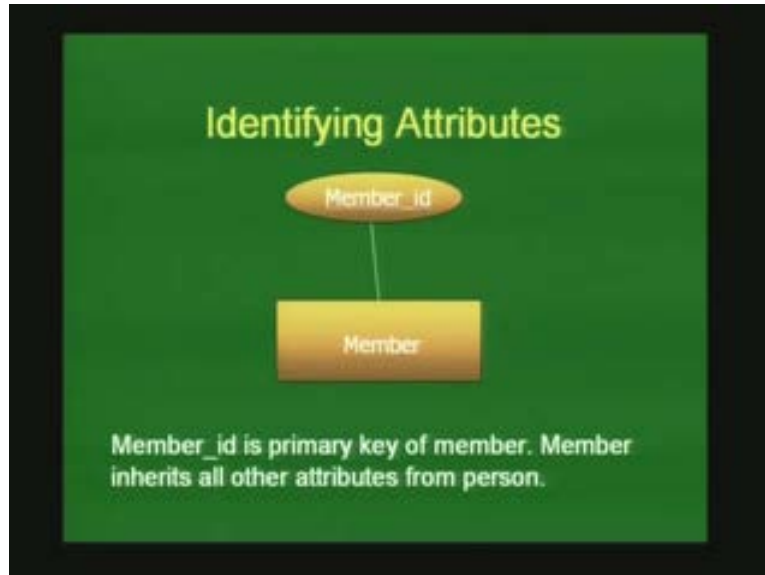 Identifying Attributes
Member_id
Member
Member_id is primary key of member. Member
inherits all other attributes from person.